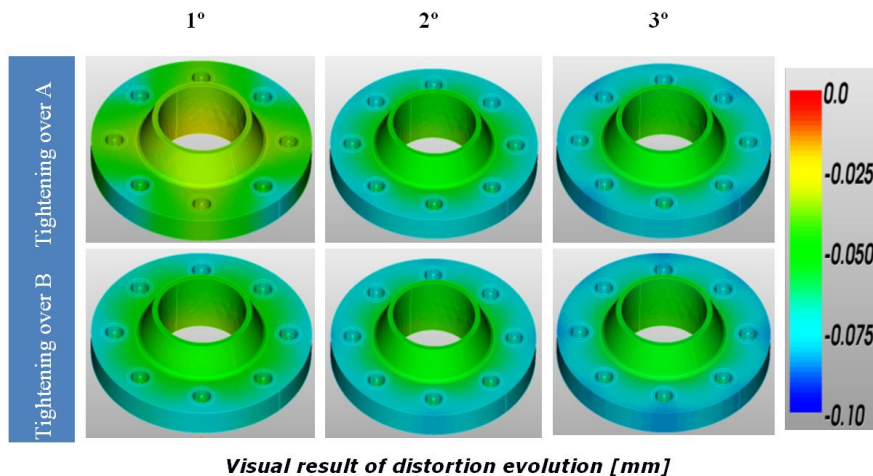 1º 2º 3º
Tightening over A
Tightening over B
0.0
-0.025
-0.050
-0.075
-0.10
Visual result of distortion evolution [mm]